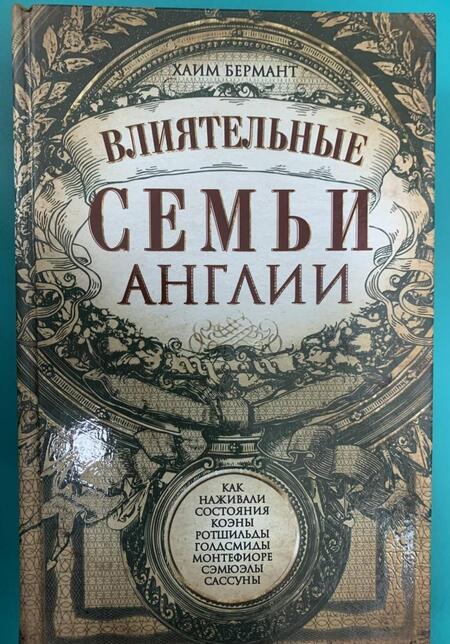 ХАИМ БЕРМАНТ
ВЛИЯТЕЛЬНЫЕ
СЕМЬИ
АНГЛИИ
КАК
НАЖИВАЛИ
СОСТОЯНИЯ
КОЭНЫ
РОТШИЛЬДЫ
ГОЛДСМИДЫ
МОНТЕФИОРЕ
СЭМЮЭЛЫ
САССУНЫ